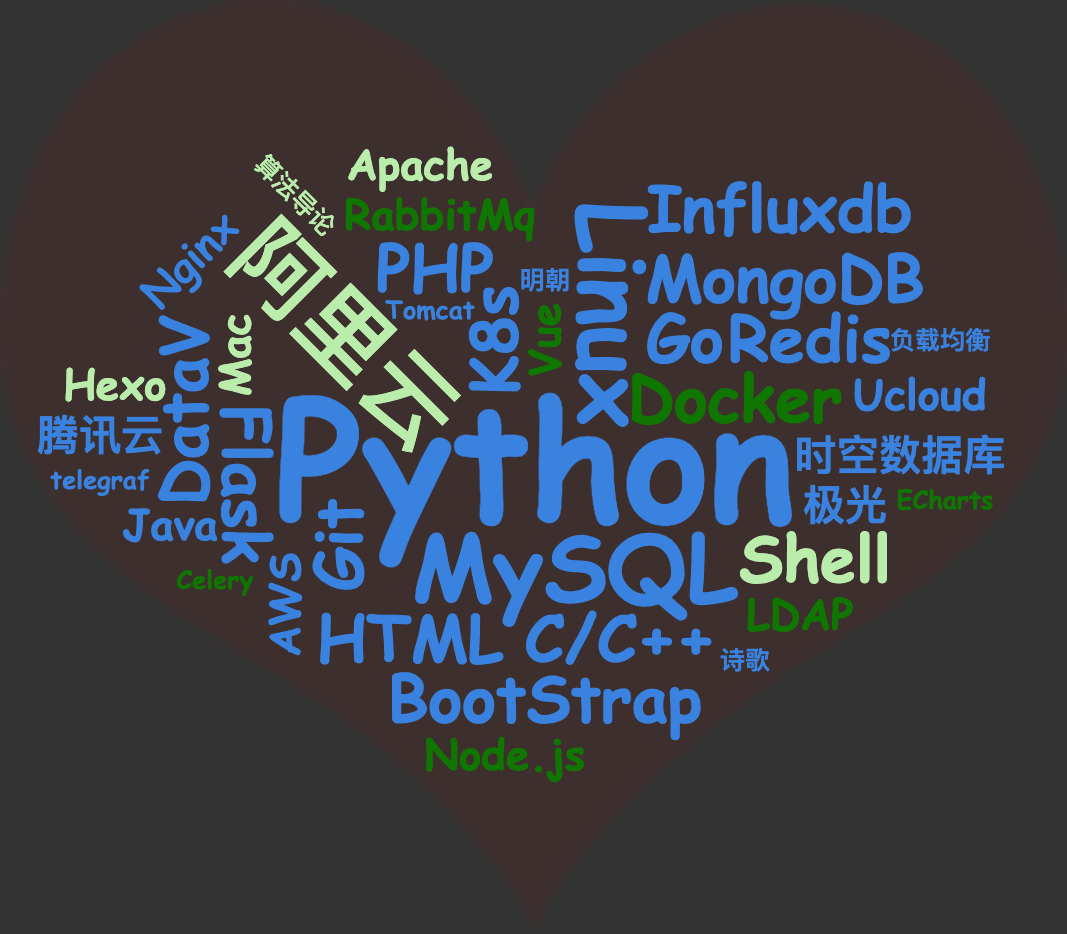 算法导论
Apache
RabbitMq
Influxdb
Nginx
阿里云
PHP
明朝
Linux
MongoDB
Tomcat
K8s
Vue
GoRedis
负载均衡
DataV
Mac
Hexo
Docker
Ucloud
腾讯云
Flask
Python
时空数据库
telegraf
极光
ECharts
Java
Git
MySQL
Shell
Celery
AWS
HTML
C/C++
LDAP
诗歌
BootStrap
Node.js